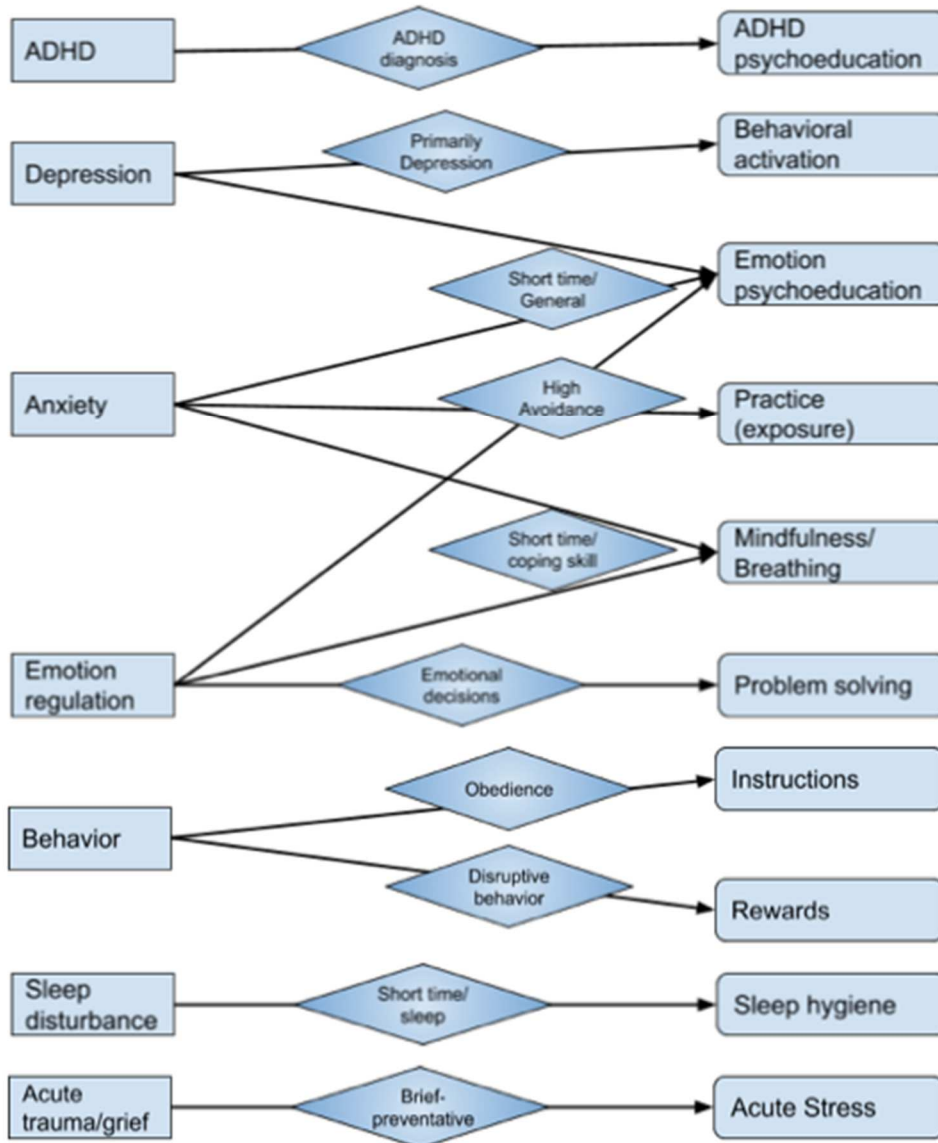 ADHD
ADHD
diagnosis
ADHD
psychoeducation
Depression
Primarily
Depression
Behavioral
activation
Short time/
General
Emotion
psychoeducation
Anxiety
High
Avoidance
Practice
(exposure)
Short time/
coping skill
Mindfulness/
Breathing
Emotion
regulation
Emotional
decisions
Problem solving
Behavior
Obedience
Instructions
Disruptive
behavior
Rewards
Sleep
disturbance
Short time/
sleep
Sleep hygiene
Acute
trauma/grief
Brief-
preventative
Acute Stress